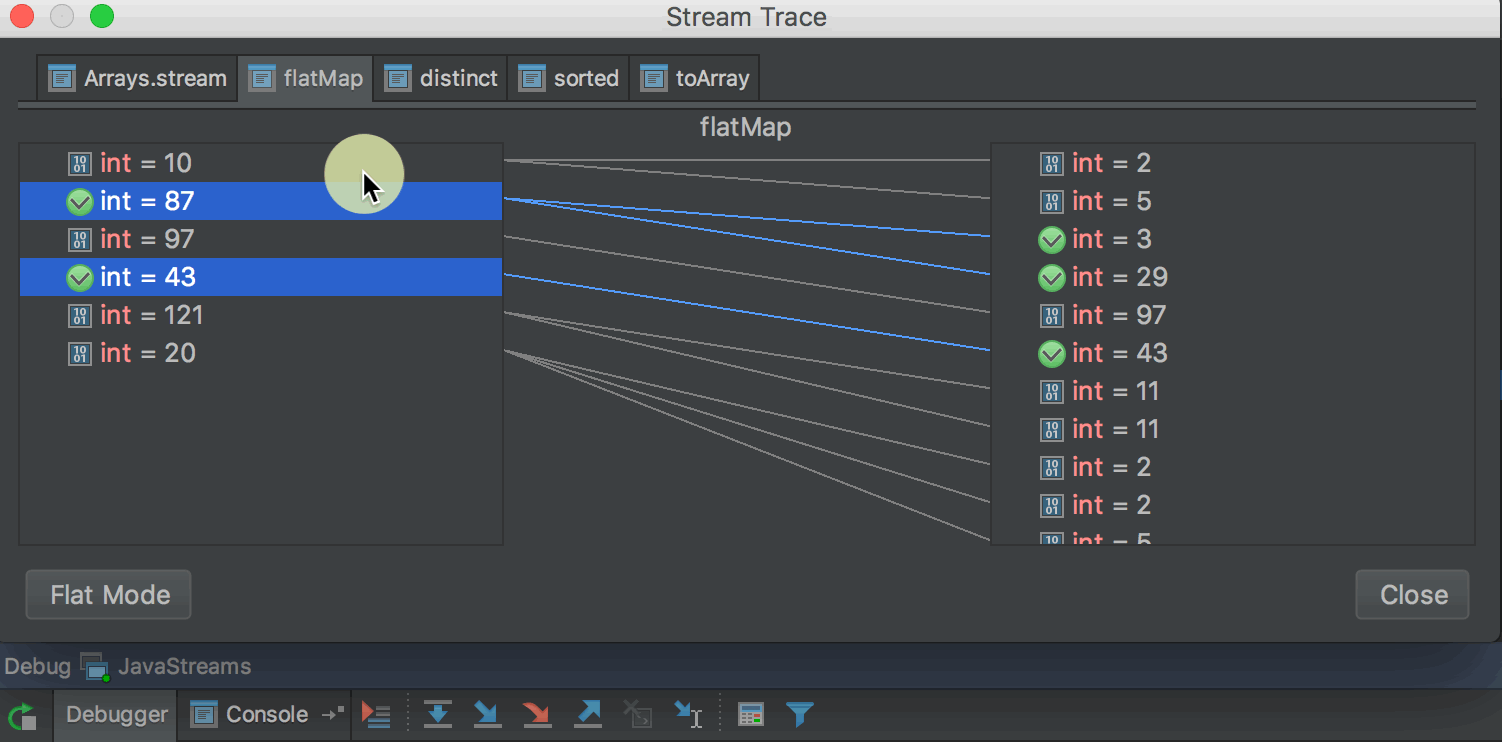 Stream Trace
Arrays.stream flatMap distinct sorted toArray
flatMap
int = 10
int = 87
int = 97
int = 43
int = 121
int = 20
int = 2
int = 5
int = 3
int = 29
int = 97
int = 43
int = 11
int = 11
int = 2
int = 2
int = 5
Flat Mode
Close
Debug JavaStreams
Debugger Console